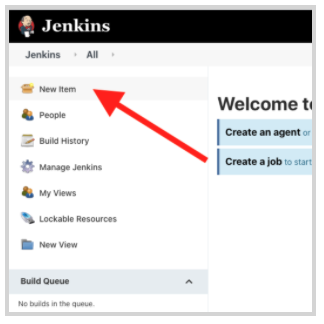 Jenkins
Jenkins All
New Item
People
Build History
Manage Jenkins
My Views
Lockable Resources
New View
Build Queue
No builds in the queue.
Welcome
Create an agent or
Create a job to start